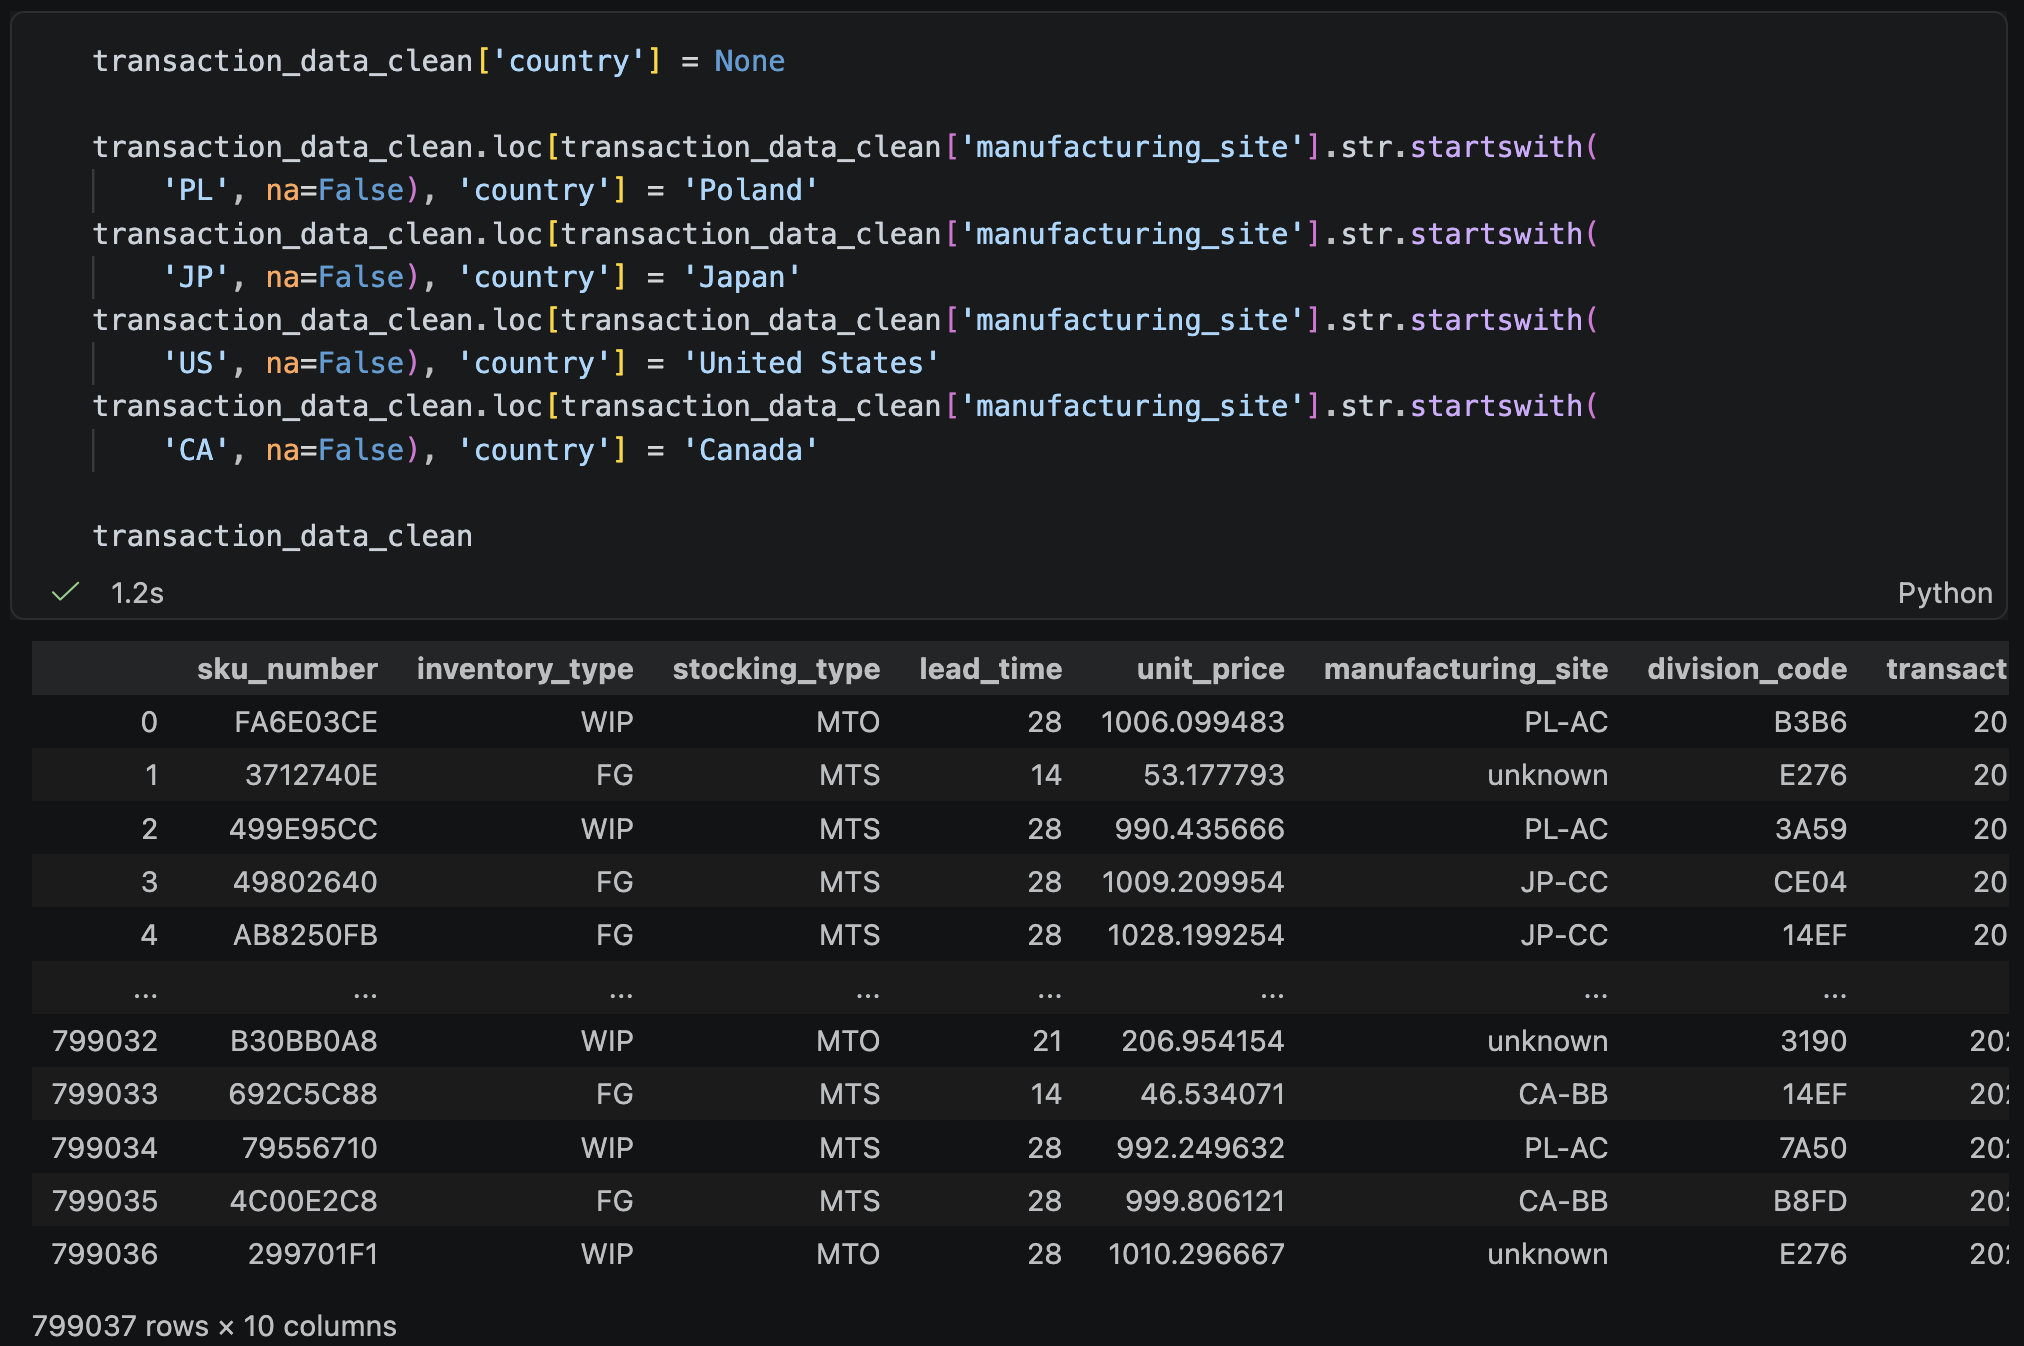 transaction_data_clean['country'] = None
transaction_data_clean.loc[transaction_data_clean['manufacturing_site'].str.startswith(
    'PL', na=False), 'country'] = 'Poland'
transaction_data_clean.loc[transaction_data_clean['manufacturing_site'].str.startswith(
    'JP', na=False), 'country'] = 'Japan'
transaction_data_clean.loc[transaction_data_clean['manufacturing_site'].str.startswith(
    'US', na=False), 'country'] = 'United States'
transaction_data_clean.loc[transaction_data_clean['manufacturing_site'].str.startswith(
    'CA', na=False), 'country'] = 'Canada'
transaction_data_clean
1.2s Python
sku_number inventory_type stocking_type lead_time unit_price manufacturing_site division_code transact
0 FA6E03CE WIP MTO 28 1006.099483 PL-AC B3B6 20
1 3712740E FG MTS 14 53.177793 unknown E276 20
2 499E95CC WIP MTS 28 990.435666 PL-AC 3A59 20
3 49802640 FG MTS 28 1009.209954 JP-CC CE04 20
4 AB8250FB FG MTS 28 1028.199254 JP-CC 14EF 20
... ... ... ... ... ... ... ...
799032 B30BB0A8 WIP MTO 21 206.954154 unknown 3190 202
799033 692C5C88 FG MTS 14 46.534071 CA-BB 14EF 202
799034 79556710 WIP MTS 28 992.249632 PL-AC 7A50 202
799035 4C00E2C8 FG MTS 28 999.806121 CA-BB B8FD 202
799036 299701F1 WIP MTO 28 1010.296667 unknown E276 202
799037 rows × 10 columns